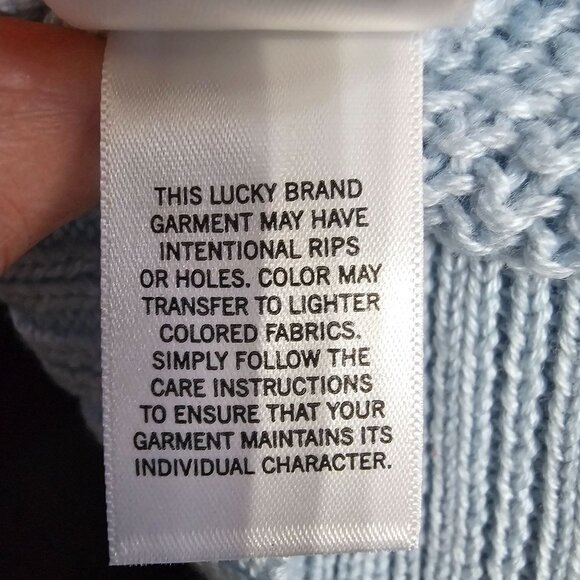 THIS LUCKY BRAND
GARMENT MAY HAVE
INTENTIONAL RIPS
OR HOLES. COLOR MAY
TRANSFER TO LIGHTER
COLORED FABRICS.
SIMPLY FOLLOW THE
CARE INSTRUCTIONS
TO ENSURE THAT YOUR
GARMENT MAINTAINS ITS
INDIVIDUAL CHARACTER.